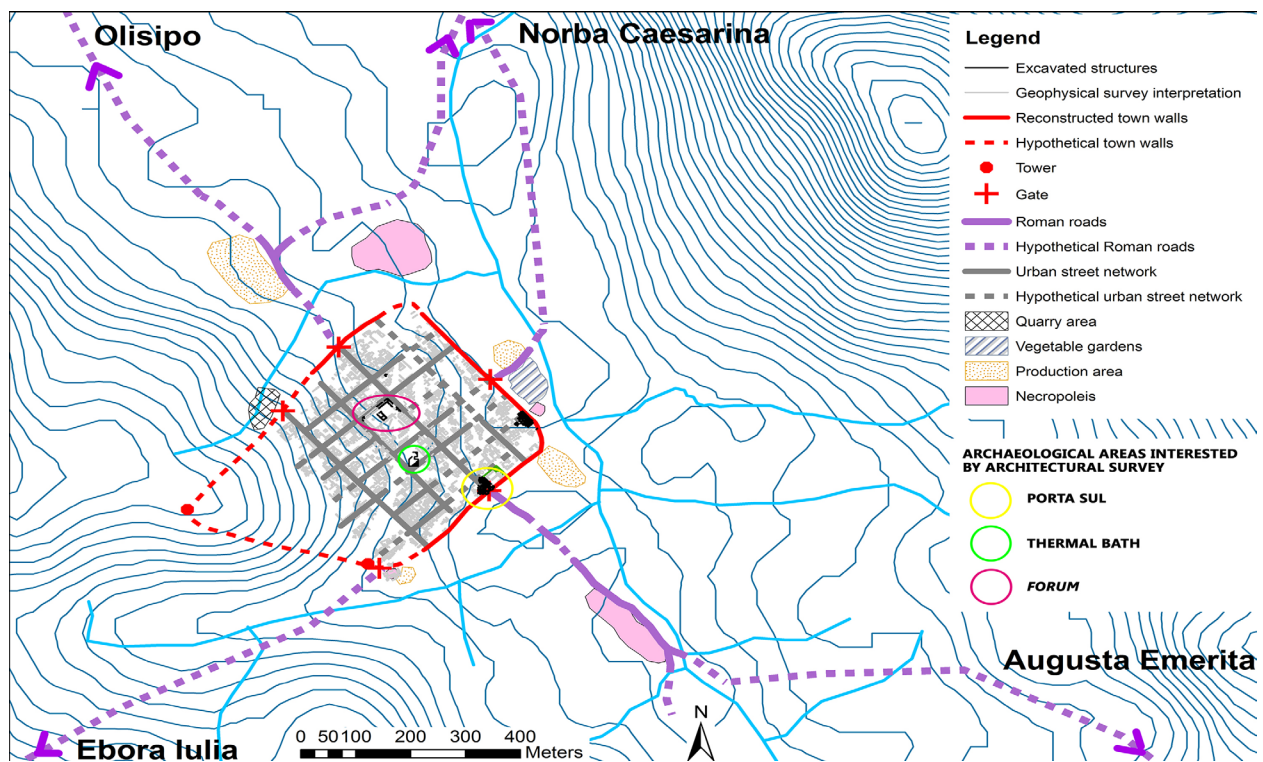 Olisipo
Norba Caesarina
Legend
Excavated structures
Geophysical survey interpretation
Reconstructed town walls
Hypothetical town walls
Tower
Gate
Roman roads
Hypothetical Roman roads
Urban street network
Hypothetical urban street network
Quarry area
Vegetable gardens
Production area
Necropoleis
ARCHAEOLOGICAL AREAS INTERESTED
BY ARCHITECTURAL SURVEY
PORTA SUL
THERMAL BATH
FORUM
Augusta Emerita
Ebora Iulia
0 50 100 200 300 400
Meters
N